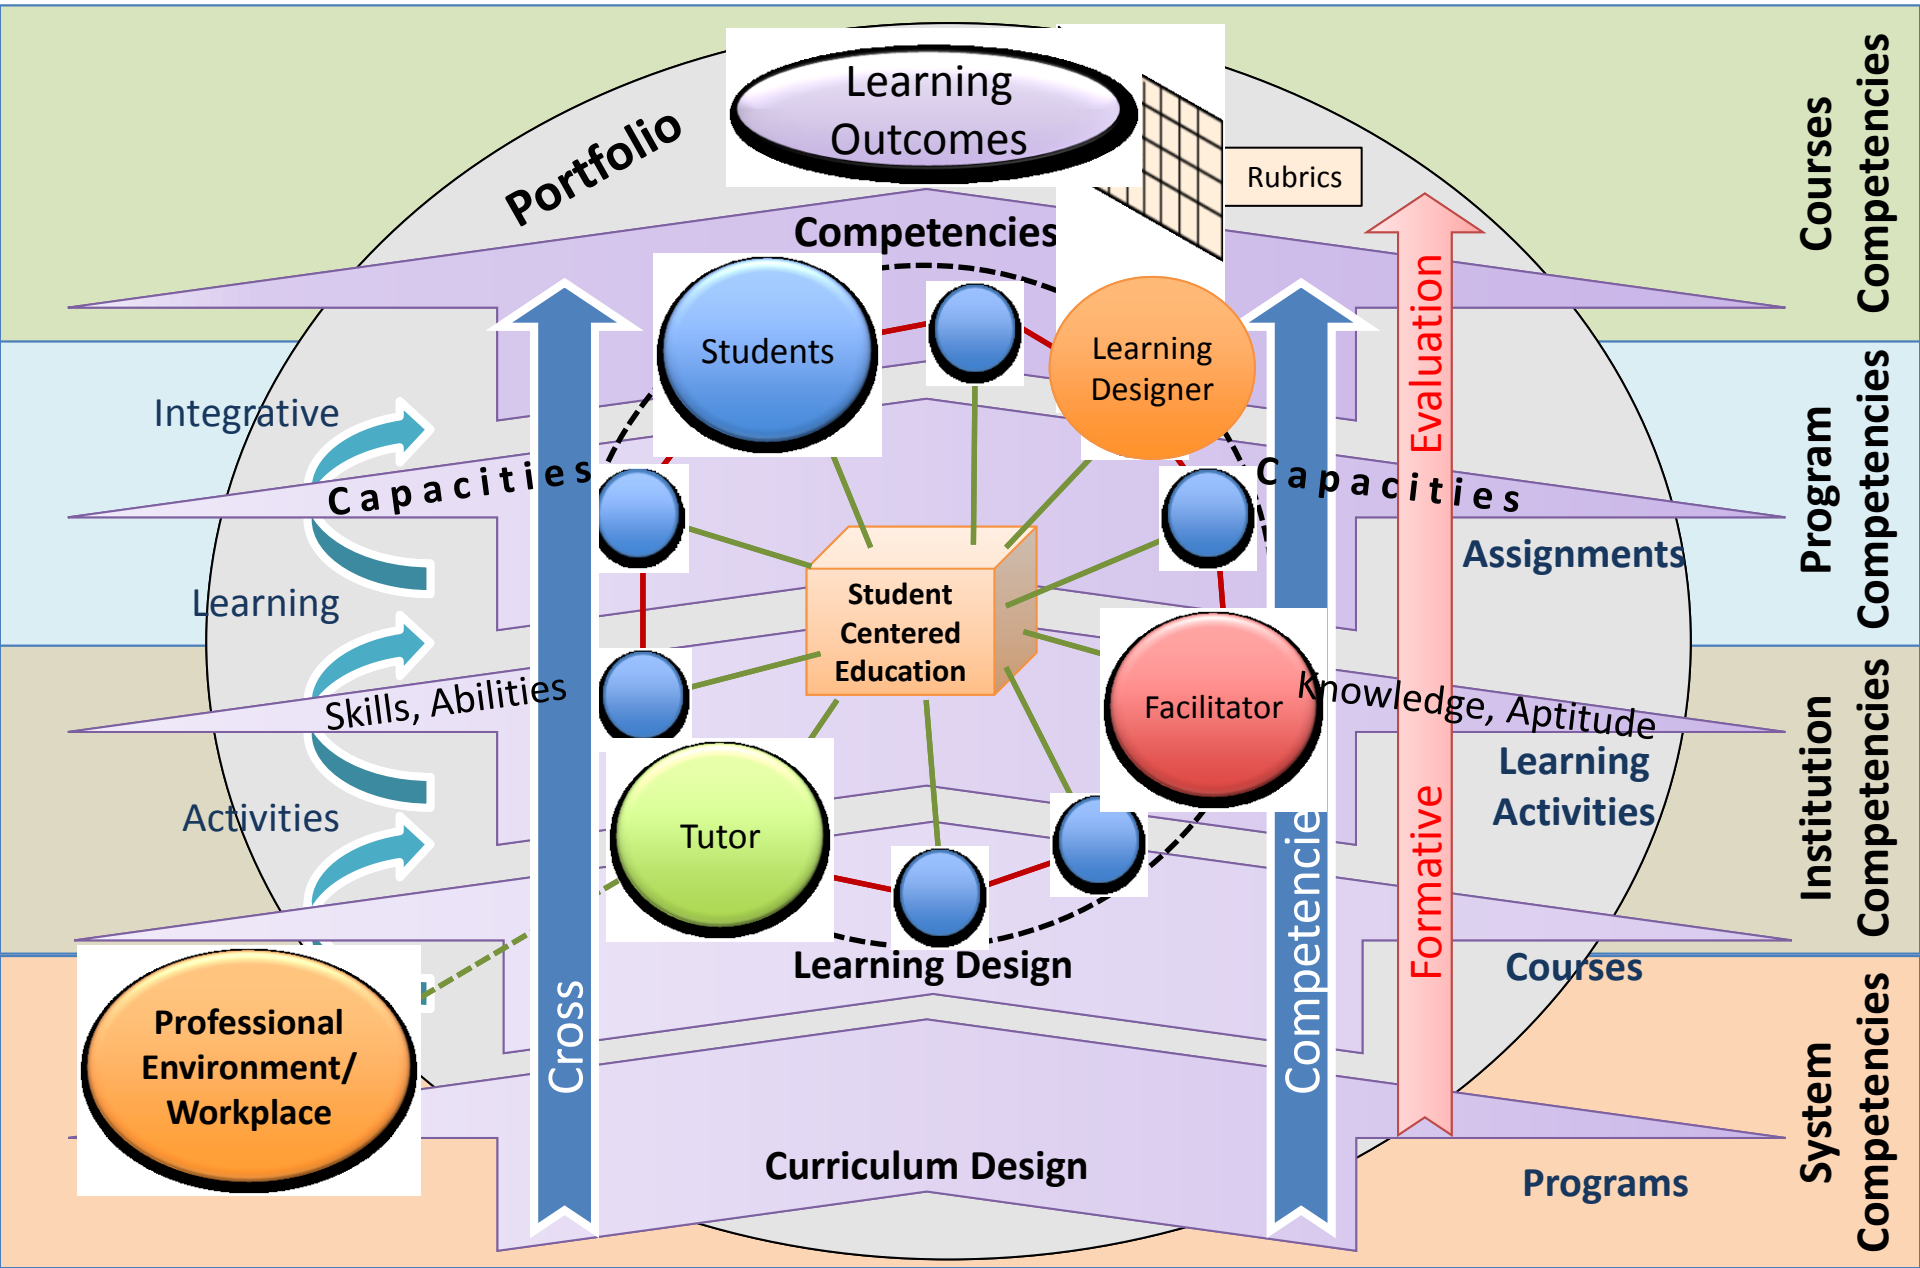 Learning
Outcomes
Portfolio
Rubrics
Competencies
Courses
Competencies
Students
Learning
Designer
Evaluation
Integrative
Capacities
Capacities
Program
Competencies
Assignments
Learning
Student
Centered
Education
Skills, Abilities
Facilitator
Knowledge, Aptitude
Learning
Activities
Institution
Competencies
Activities
Tutor
Formative
Learning Design
Courses
Cross
Competencie
Professional
Environment/
Workplace
Curriculum Design
Programs
System
Competencies